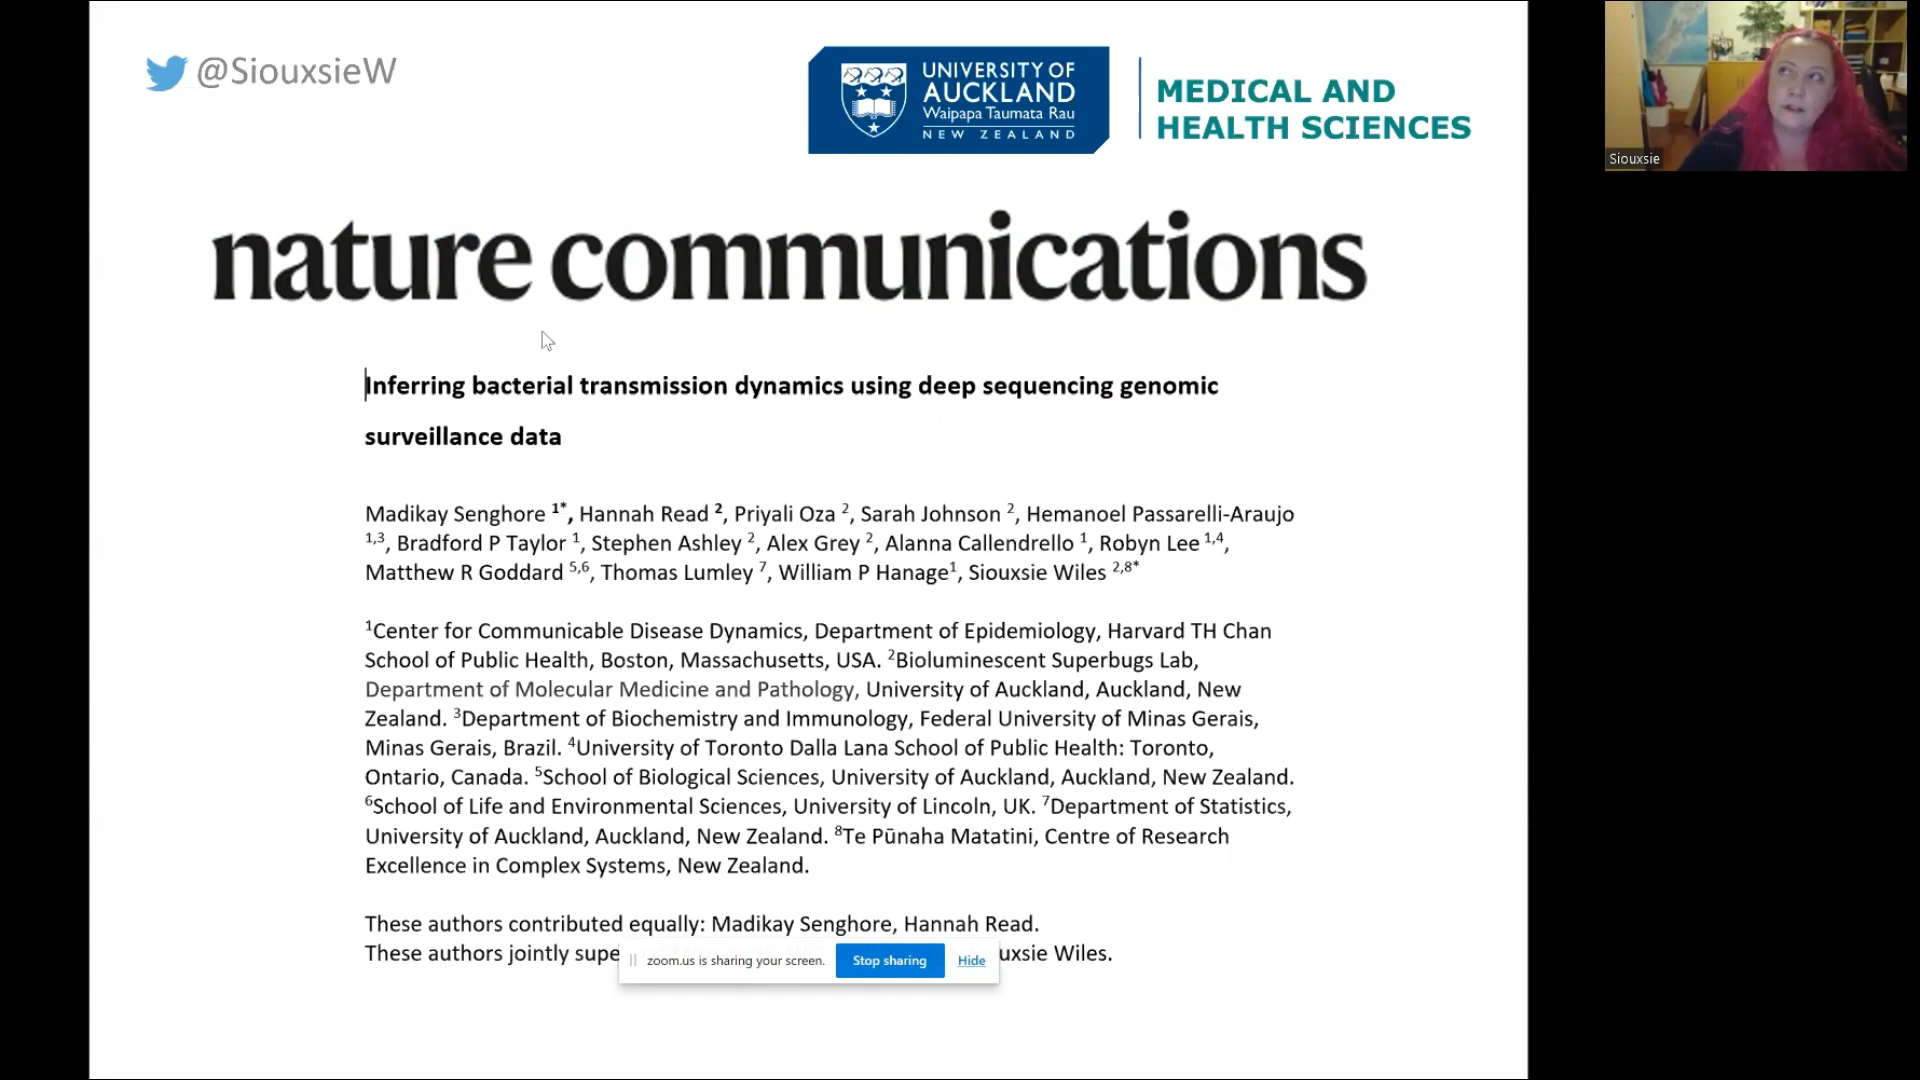 @SiouxsieW
UNIVERSITY OF
AUCKLAND
Waipapa Taumata Rau
NEW ZEALAND
MEDICAL AND
HEALTH SCIENCES
Siouxsie
nature communications
Inferring bacterial transmission dynamics using deep sequencing genomic
surveillance data
Madikay Senghore 1*, Hannah Read 2, Priyali Oza 2, Sarah Johnson 2, Hemanoel Passarelli-Araujo
1,3, Bradford P Taylor 1, Stephen Ashley 2, Alex Grey 2, Alanna Callendrello 1, Robyn Lee 1,4,
Matthew R Goddard 5,6, Thomas Lumley 7, William P Hanage1, Siouxsie Wiles 2,8*
1Center for Communicable Disease Dynamics, Department of Epidemiology, Harvard TH Chan
School of Public Health, Boston, Massachusetts, USA. 2Bioluminescent Superbugs Lab,
Department of Molecular Medicine and Pathology, University of Auckland, Auckland, New
Zealand. 3Department of Biochemistry and Immunology, Federal University of Minas Gerais,
Minas Gerais, Brazil. 4University of Toronto Dalla Lana School of Public Health: Toronto,
Ontario, Canada. 5School of Biological Sciences, University of Auckland, Auckland, New Zealand.
6School of Life and Environmental Sciences, University of Lincoln, UK. 7Department of Statistics,
University of Auckland, Auckland, New Zealand. 8Te Pūnaha Matatini, Centre of Research
Excellence in Complex Systems, New Zealand.
These authors contributed equally: Madikay Senghore, Hannah Read.
These authors jointly supe uxsie Wiles.
zoom.us is sharing your screen. Stop sharing Hide